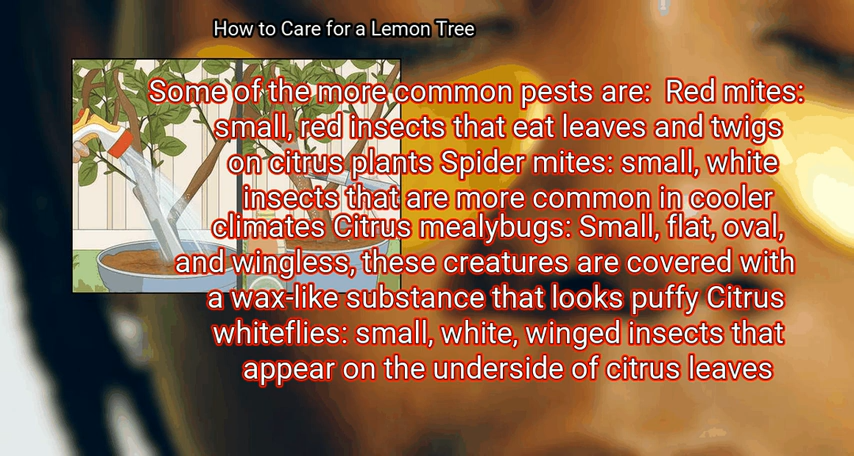 How to Care for a Lemon Tree
Some of the more common pests are:  Red mites:
small, red insects that eat leaves and twigs
on citrus plants Spider mites: small, white
insects that are more common in cooler
climates Citrus mealybugs: Small, flat, oval,
and wingless, these creatures are covered with
a wax-like substance that looks puffy Citrus
whiteflies: small, white, winged insects that
appear on the underside of citrus leaves